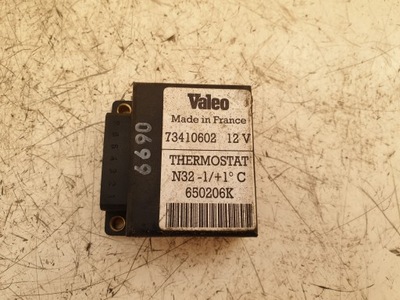 Valeo
Made in France
73410602 12 V
THERMOSTAT
N32 -1/+1° C
650206K
6690